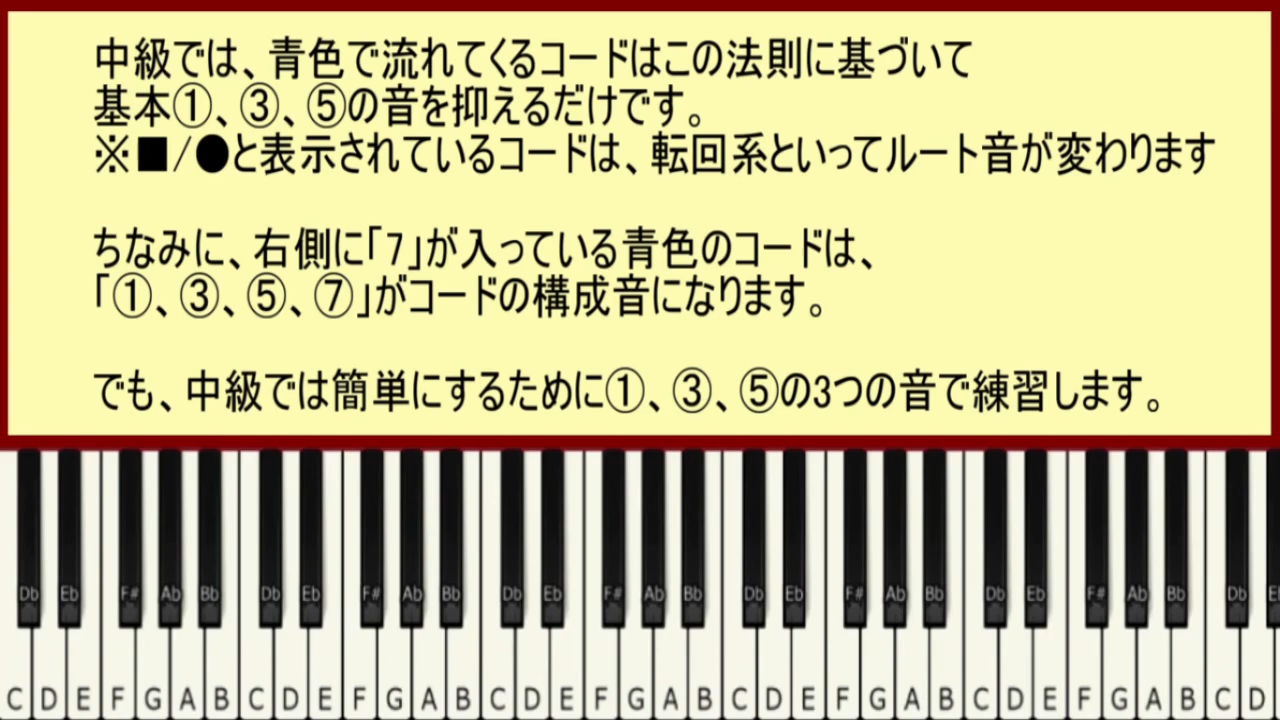 中級では、青色で流れてくるコードはこの法則に基づいて
基本①、③、⑤の音を抑えるだけです。
※■/●と表示されているコードは、転回系といってルート音が変わります
ちなみに、右側に「7」が入っている青色のコードは、
「①、③、⑤、⑦」がコードの構成音になります。
でも、中級では簡単にするために①、③、⑤の3つの音で練習します。
Db Eb F# Ab Bb Db Eb F# Ab Bb Db Eb F# Ab Bb Db Eb F# Ab Bb Db Eb F# Ab Bb Db
C D E F G A B C D E F G A B C D E F G A B C D E F G A B C D E F G A B C D